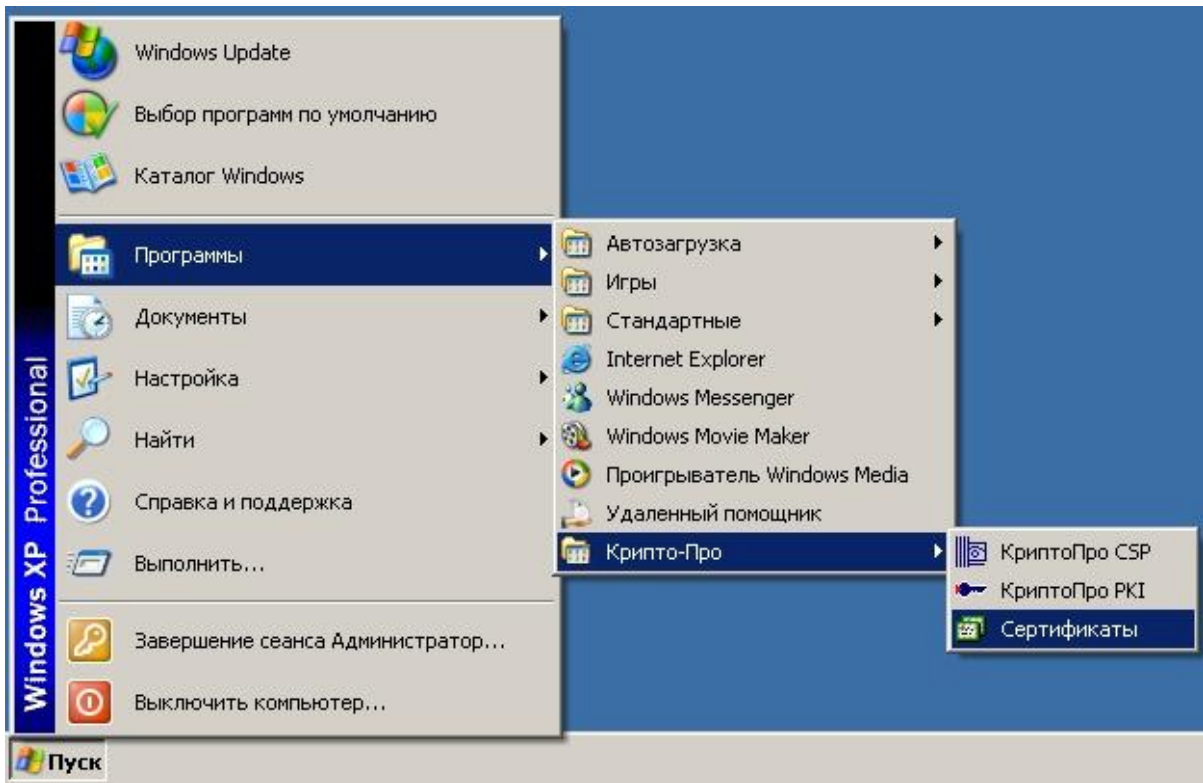 Windows XP Professional
Windows Update
Выбор программ по умолчанию
Каталог Windows
Программы
Документы
Настройка
Найти
Справка и поддержка
Выполнить...
Завершение сеанса Администратор...
Выключить компьютер...
Автозагрузка
Игры
Стандартные
Internet Explorer
Windows Messenger
Windows Movie Maker
Проигрыватель Windows Media
Удаленный помощник
Крипто-Про
КриптоПро CSP
КриптоПро PKI
Сертификаты
Пуск